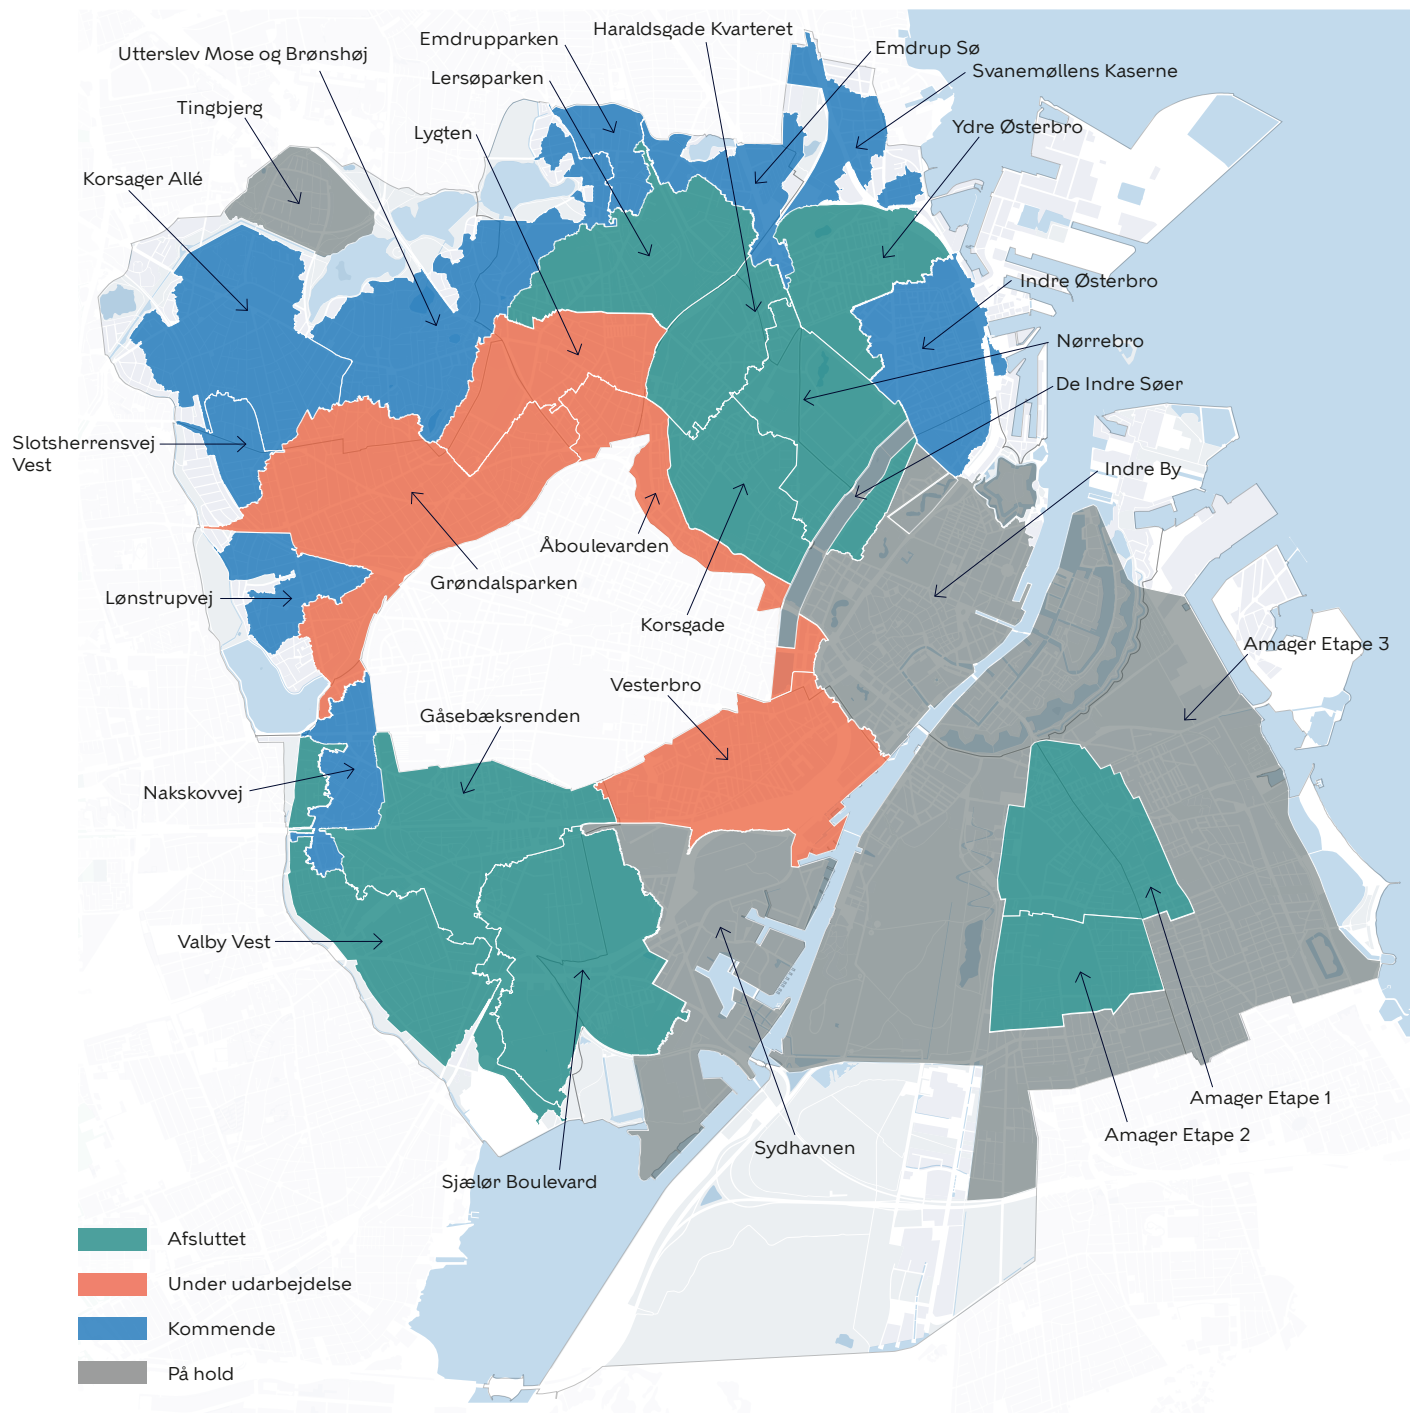 Haraldsgade Kvarteret
Emdrupparken
Emdrup Sø
Utterslev Mose og Brønshøj
Svanemøllens Kaserne
Lersøparken
Tingbjerg
Ydre Østerbro
Lygten
Korsager Allé
Indre Østerbro
Nørrebro
De Indre Søer
Slotsherrensvej
Vest
Indre By
Åboulevarden
Grøndalsparken
Lønstrupvej
Korsgade
Amager Etape 3
Vesterbro
Gåsebæksrenden
Nakskovvej
Valby Vest
Amager Etape 1
Amager Etape 2
Sydhavnen
Sjælør Boulevard
Afsluttet
Under udarbejdelse
Kommende
På hold